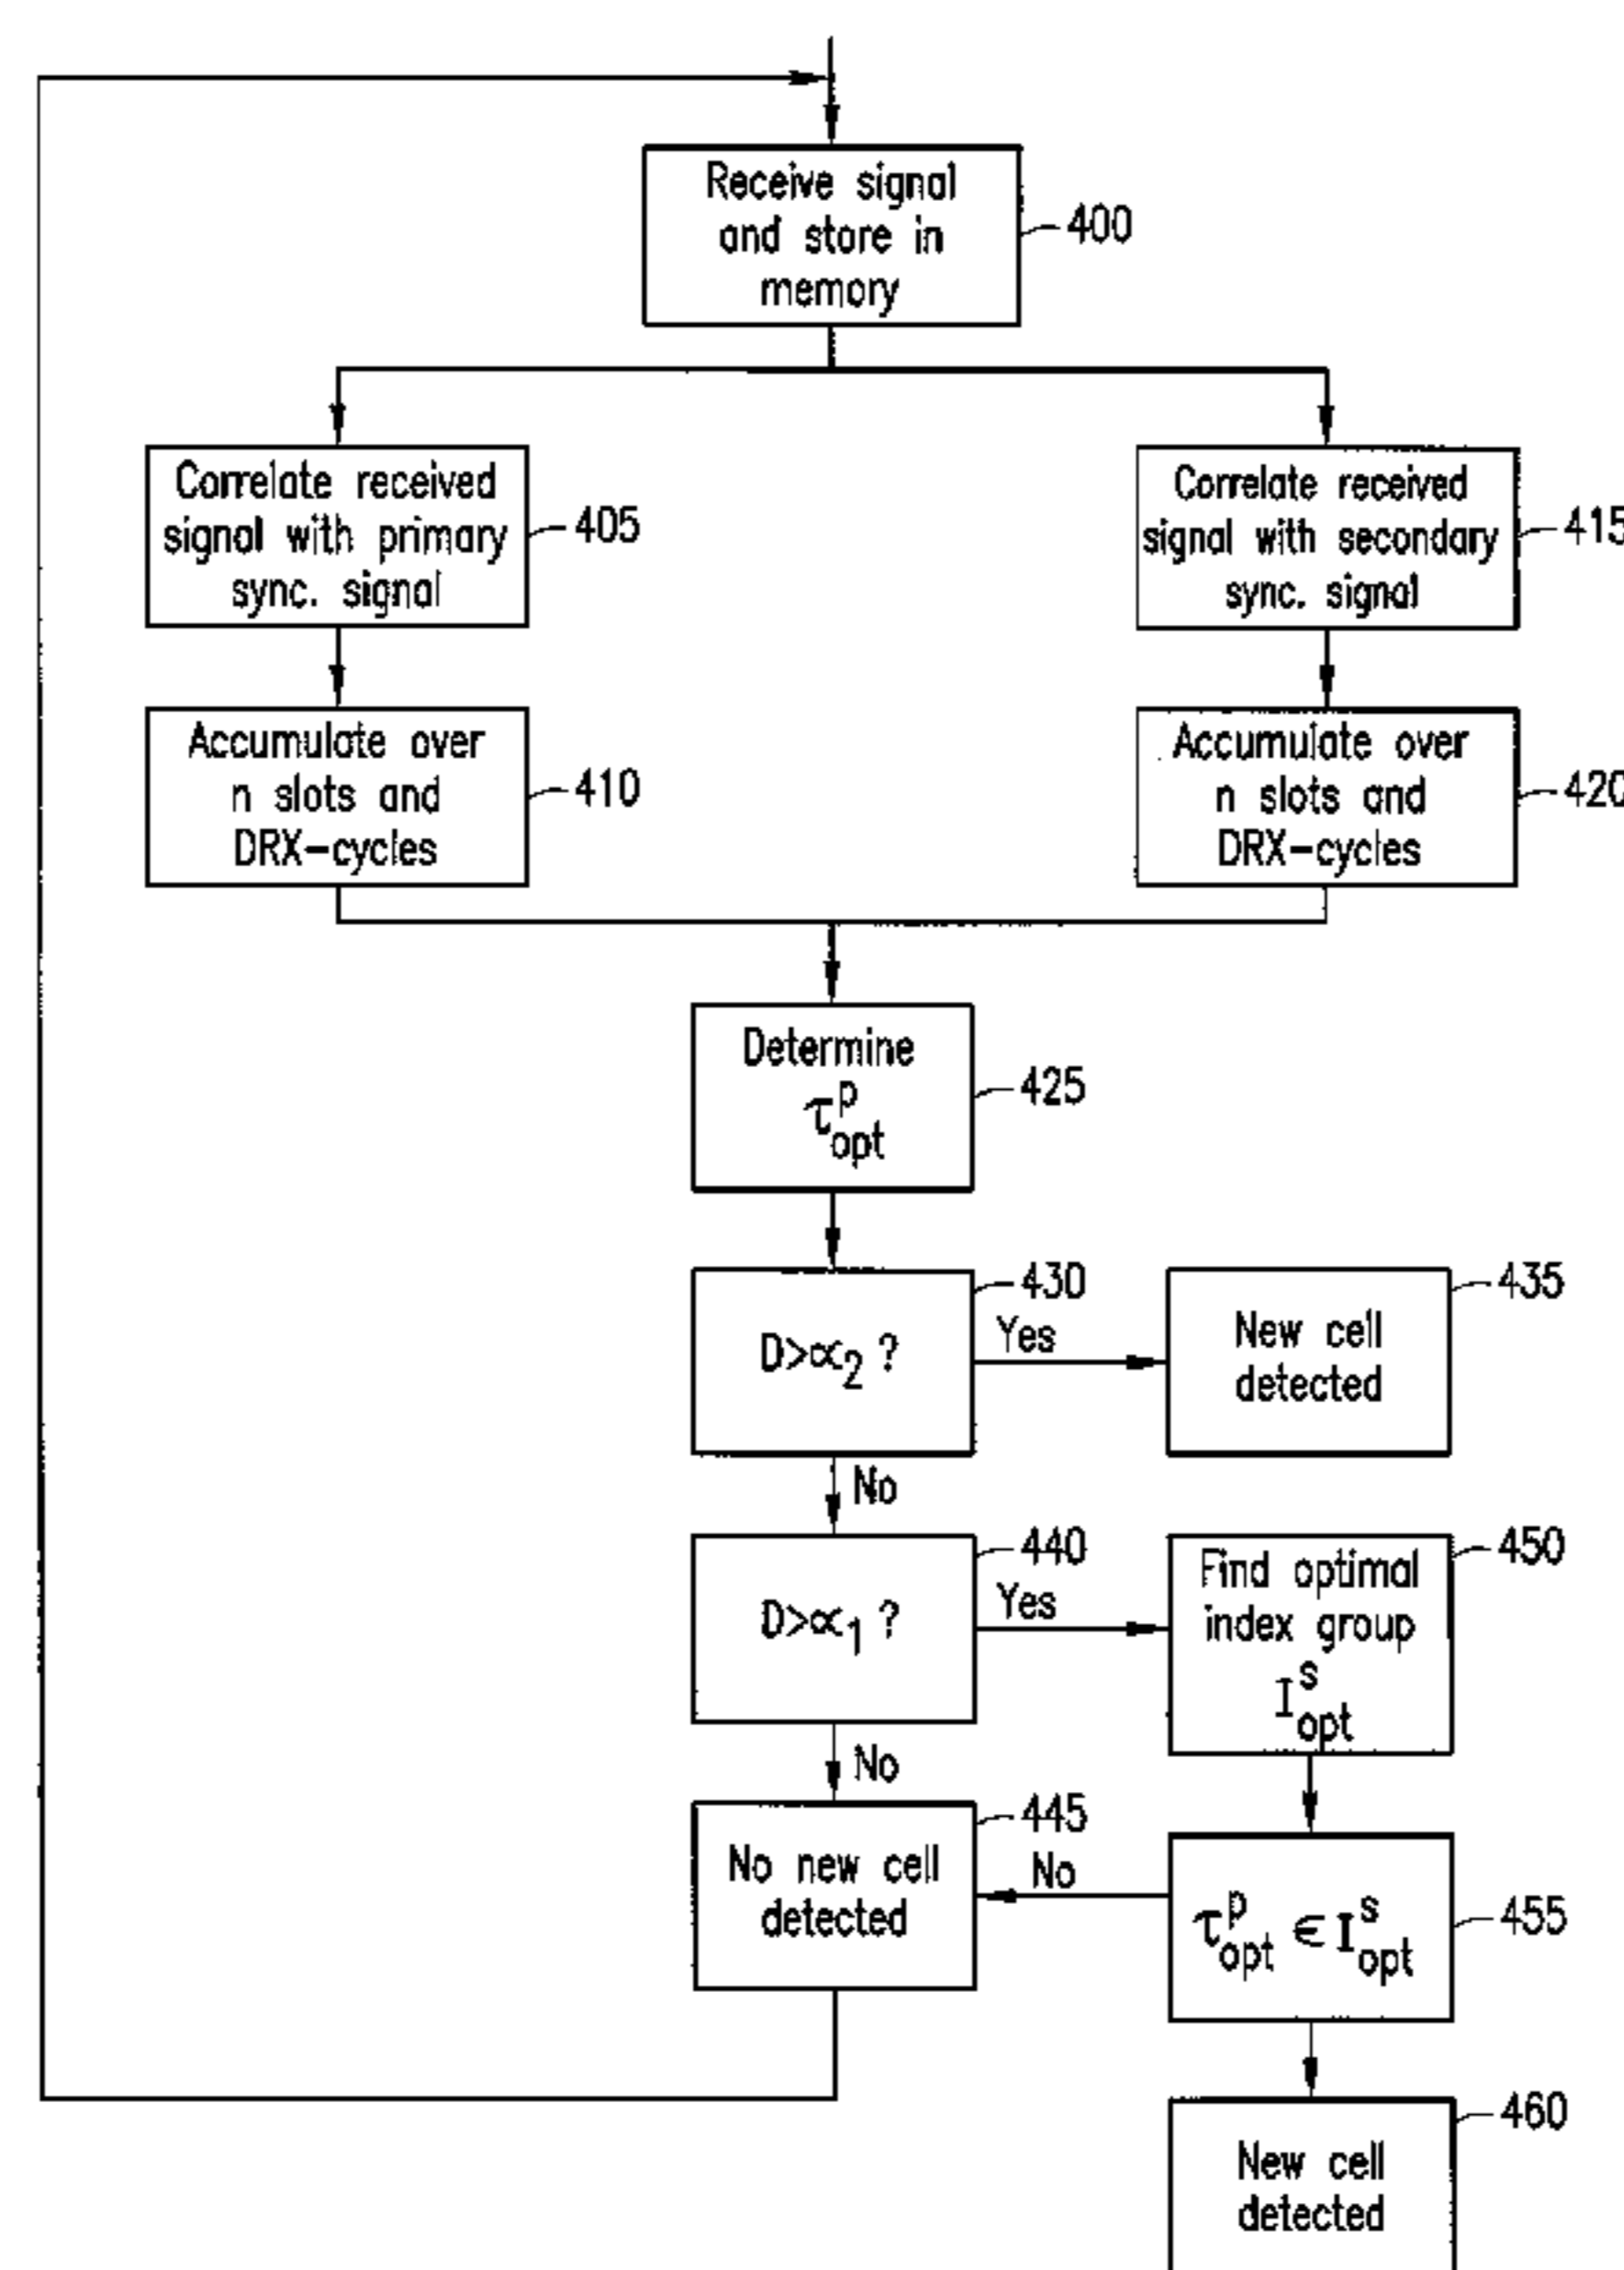 Receive signal
and store in
memory
400
Correlate received
signal with primary
sync. signal
405
Correlate received
signal with secondary
sync. signal
415
Accumulate over
n slots and
DRX-cycles
410
Accumulate over
n slots and
DRX-cycles
420
Determine
τ^p_opt
425
D>∝2 ?
430
Yes
New cell
detected
435
No
D>∝1 ?
440
Yes
Find optimal
index group
I^s_opt
450
No
No new cell
detected
445
No
τ^p_opt ∈ I^s_opt
455
New cell
detected
460